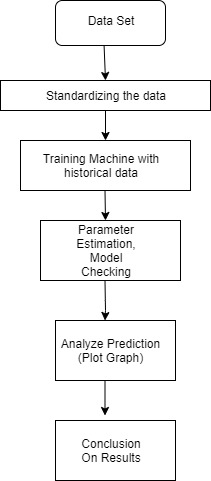 Data Set
Standardizing the data
Training Machine with
historical data
Parameter
Estimation,
Model
Checking
Analyze Prediction
(Plot Graph)
Conclusion
On Results